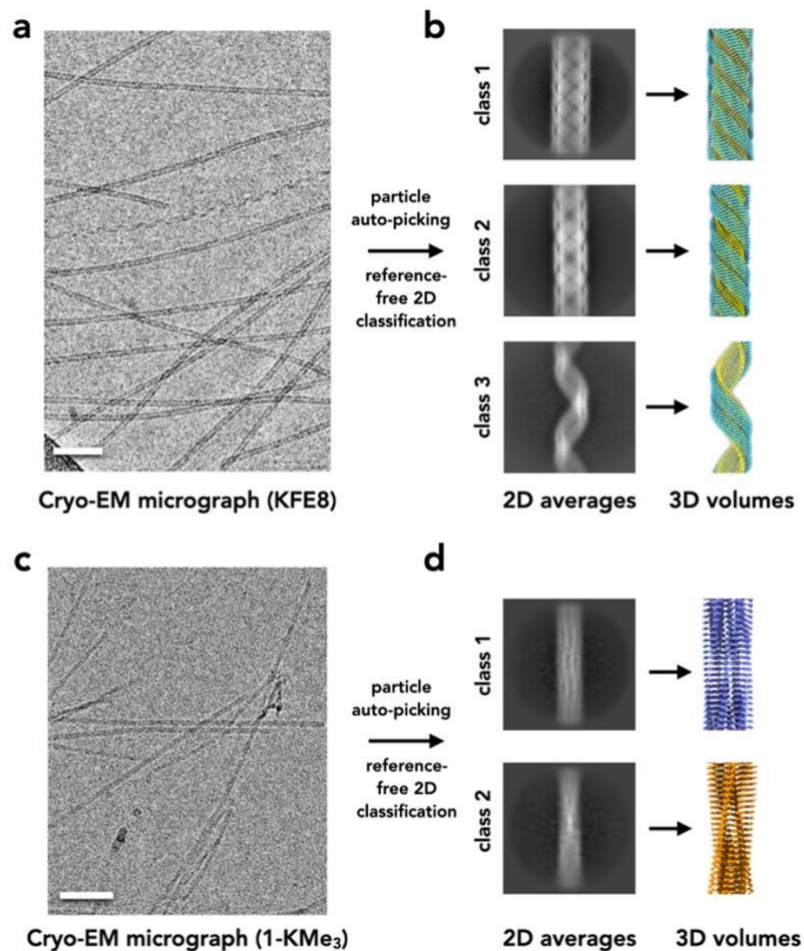 a
b
class 1
particle
auto-picking
reference-
free 2D
classification
class 2
class 3
Cryo-EM micrograph (KFE8)
2D averages
3D volumes
c
d
class 1
particle
auto-picking
reference-
free 2D
classification
class 2
Cryo-EM micrograph (1-KMe₃)
2D averages
3D volumes